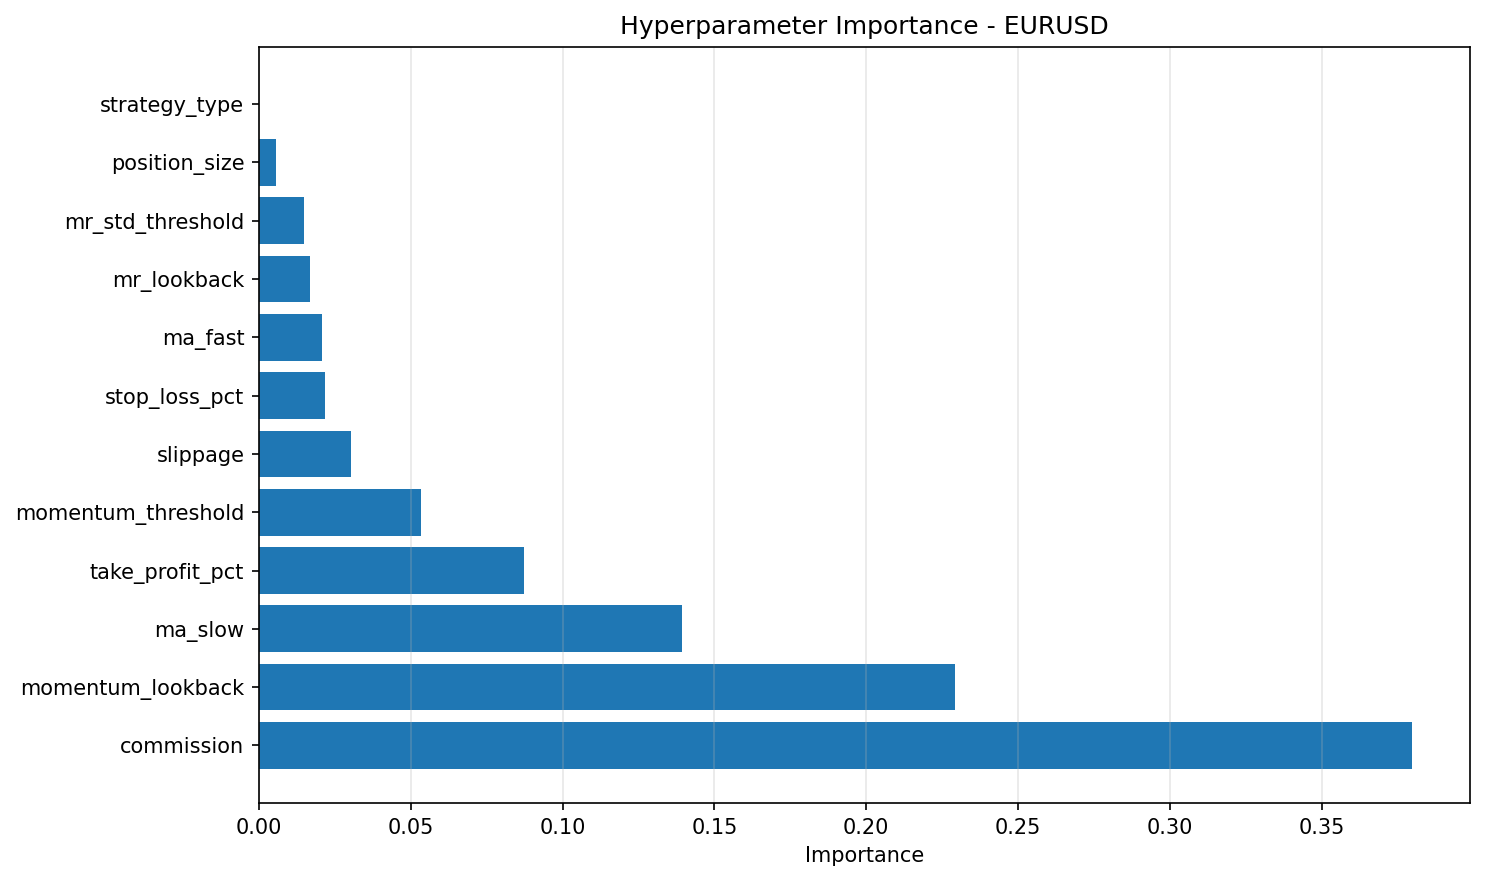 Hyperparameter Importance - EURUSD
strategy_type
position_size
mr_std_threshold
mr_lookback
ma_fast
stop_loss_pct
slippage
momentum_threshold
take_profit_pct
ma_slow
momentum_lookback
commission
0.00 0.05 0.10 0.15 0.20 0.25 0.30 0.35
Importance